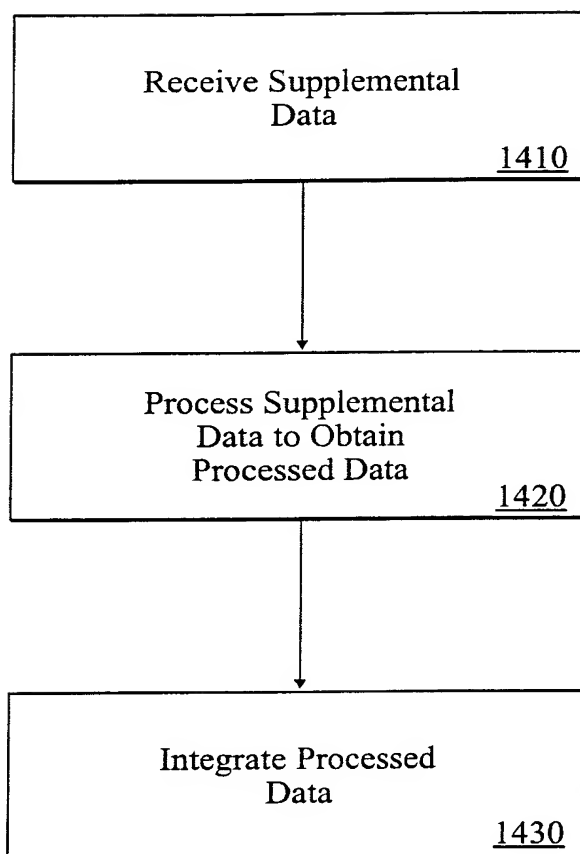 Receive Supplemental
Data
1410
Process Supplemental
Data to Obtain
Processed Data
1420
Integrate Processed
Data
1430